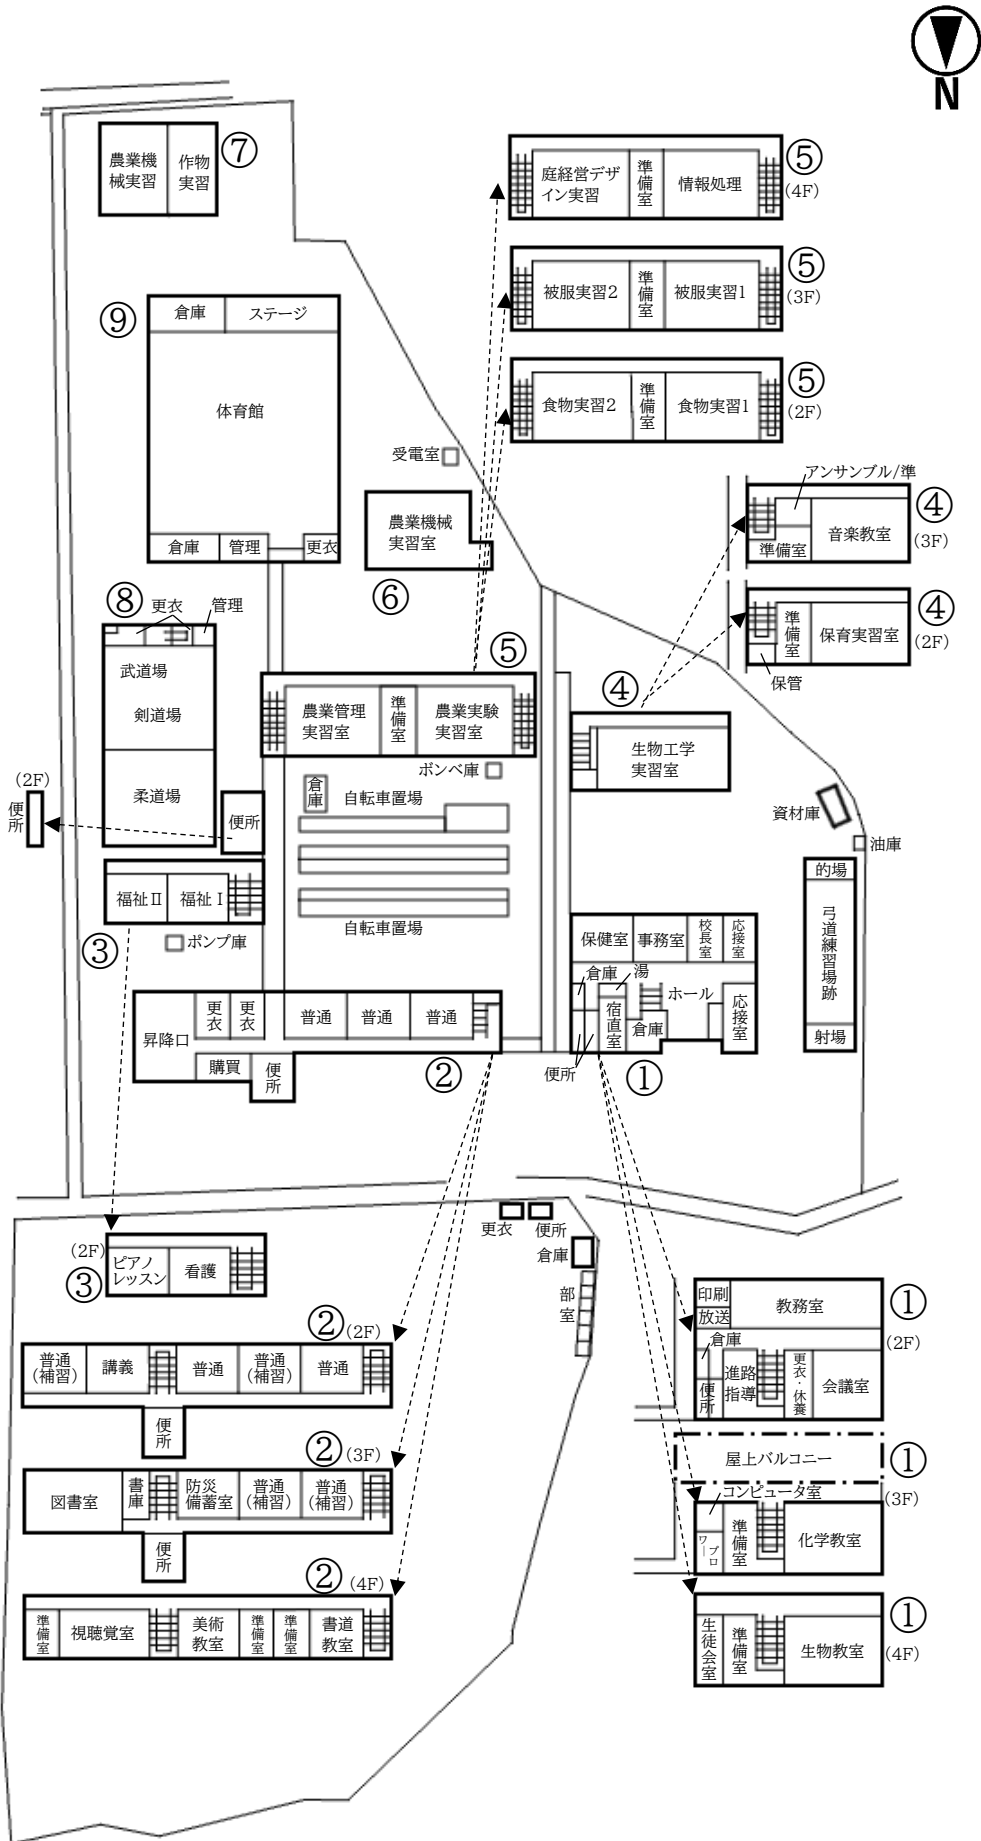 N
農業機
械実習
作物
実習
⑦
庭経営デザ
イン実習
準備室
情報処理
⑤
(4F)
被服実習2
準備室
被服実習1
⑤
(3F)
食物実習2
準備室
食物実習1
⑤
(2F)
⑨
倉庫
ステージ
体育館
倉庫
管理
更衣
受電室
農業機械
実習室
⑥
アンサンブル/準
準備室
音楽教室
④
(3F)
準備室
保育実習室
保管
④
(2F)
⑧
更衣
管理
武道場
剣道場
柔道場
便所
(2F)
便所
⑤
農業管理
実習室
準備室
農業実験
実習室
ボンベ庫
倉庫
自転車置場
自転車置場
④
生物工学
実習室
資材庫
油庫
的場
弓道練習場跡
射場
福祉Ⅱ
福祉Ⅰ
③
ポンプ庫
昇降口
更衣
更衣
普通
普通
普通
購買
便所
②
保健室
事務室
校長室
応接室
倉庫
湯
ホール
宿直室
倉庫
応接室
便所
①
更衣
便所
倉庫
部室
(2F)
③
ピアノ
レッスン
看護
②
(2F)
普通
(補習)
講義
普通
普通
(補習)
普通
便所
②
(3F)
図書室
書庫
防災
備蓄室
普通
(補習)
普通
(補習)
便所
②
(4F)
準備室
視聴覚室
美術
教室
準備室
準備室
書道
教室
印刷
放送
教務室
倉庫
便所
進路
指導
更衣・休養
会議室
①
(2F)
屋上バルコニー
①
(3F)
コンピュータ室
ワープロ
準備室
化学教室
生徒会室
準備室
生物教室
①
(4F)